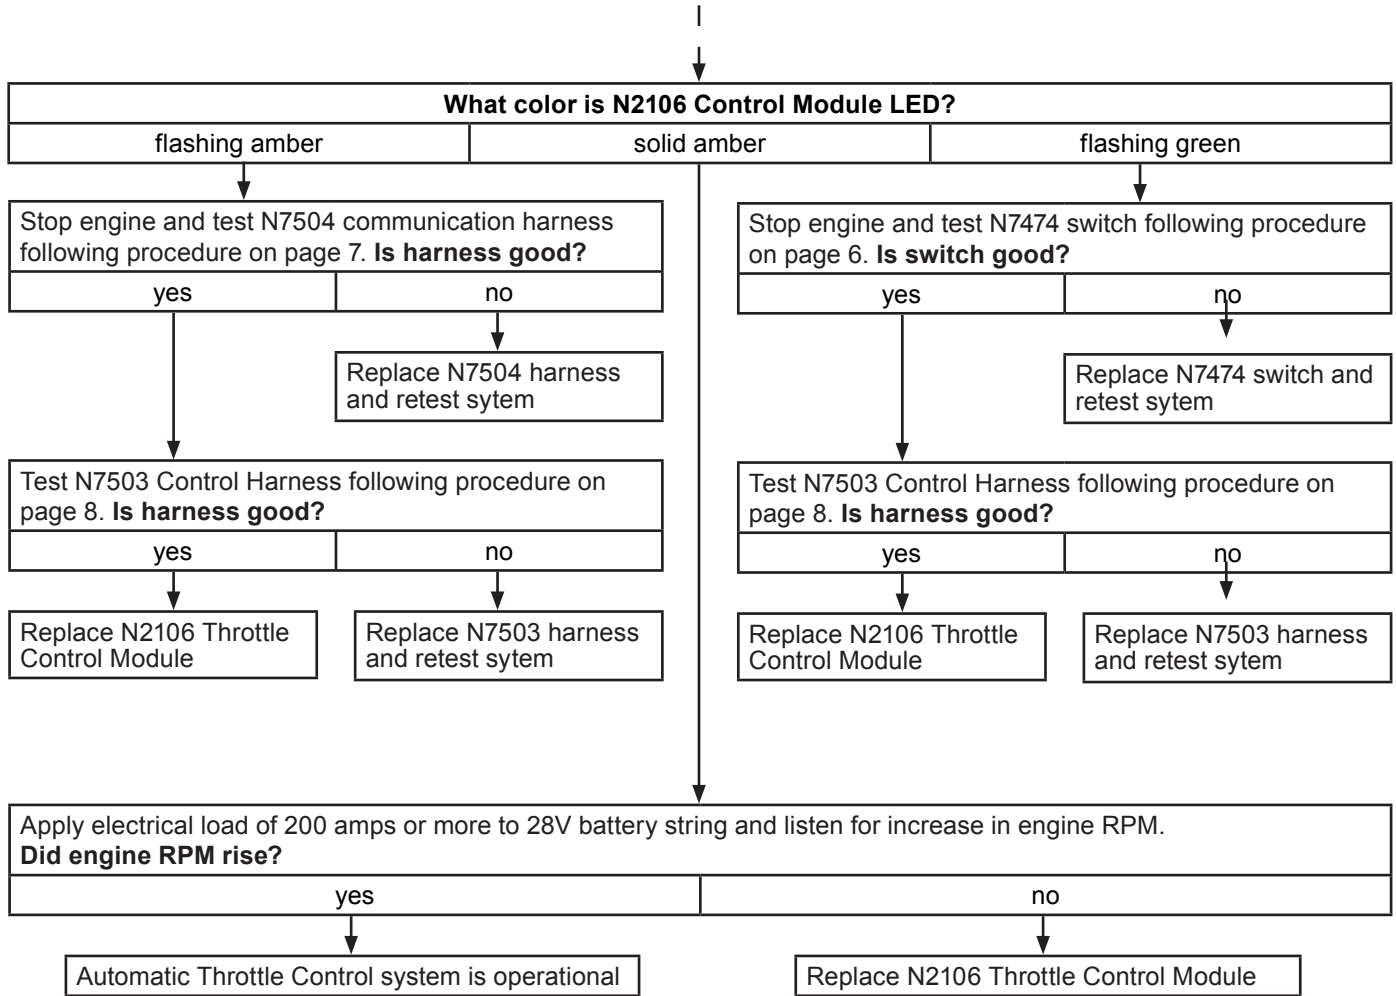 What color is N2106 Control Module LED?
flashing amber
solid amber
flashing green
Stop engine and test N7504 communication harness
following procedure on page 7. Is harness good?
yes
no
Replace N7504 harness
and retest sytem
Test N7503 Control Harness following procedure on
page 8. Is harness good?
yes
no
Replace N2106 Throttle
Control Module
Replace N7503 harness
and retest sytem
Stop engine and test N7474 switch following procedure
on page 6. Is switch good?
yes
no
Replace N7474 switch and
retest sytem
Test N7503 Control Harness following procedure on
page 8. Is harness good?
yes
no
Replace N2106 Throttle
Control Module
Replace N7503 harness
and retest sytem
Apply electrical load of 200 amps or more to 28V battery string and listen for increase in engine RPM.
Did engine RPM rise?
yes
no
Automatic Throttle Control system is operational
Replace N2106 Throttle Control Module